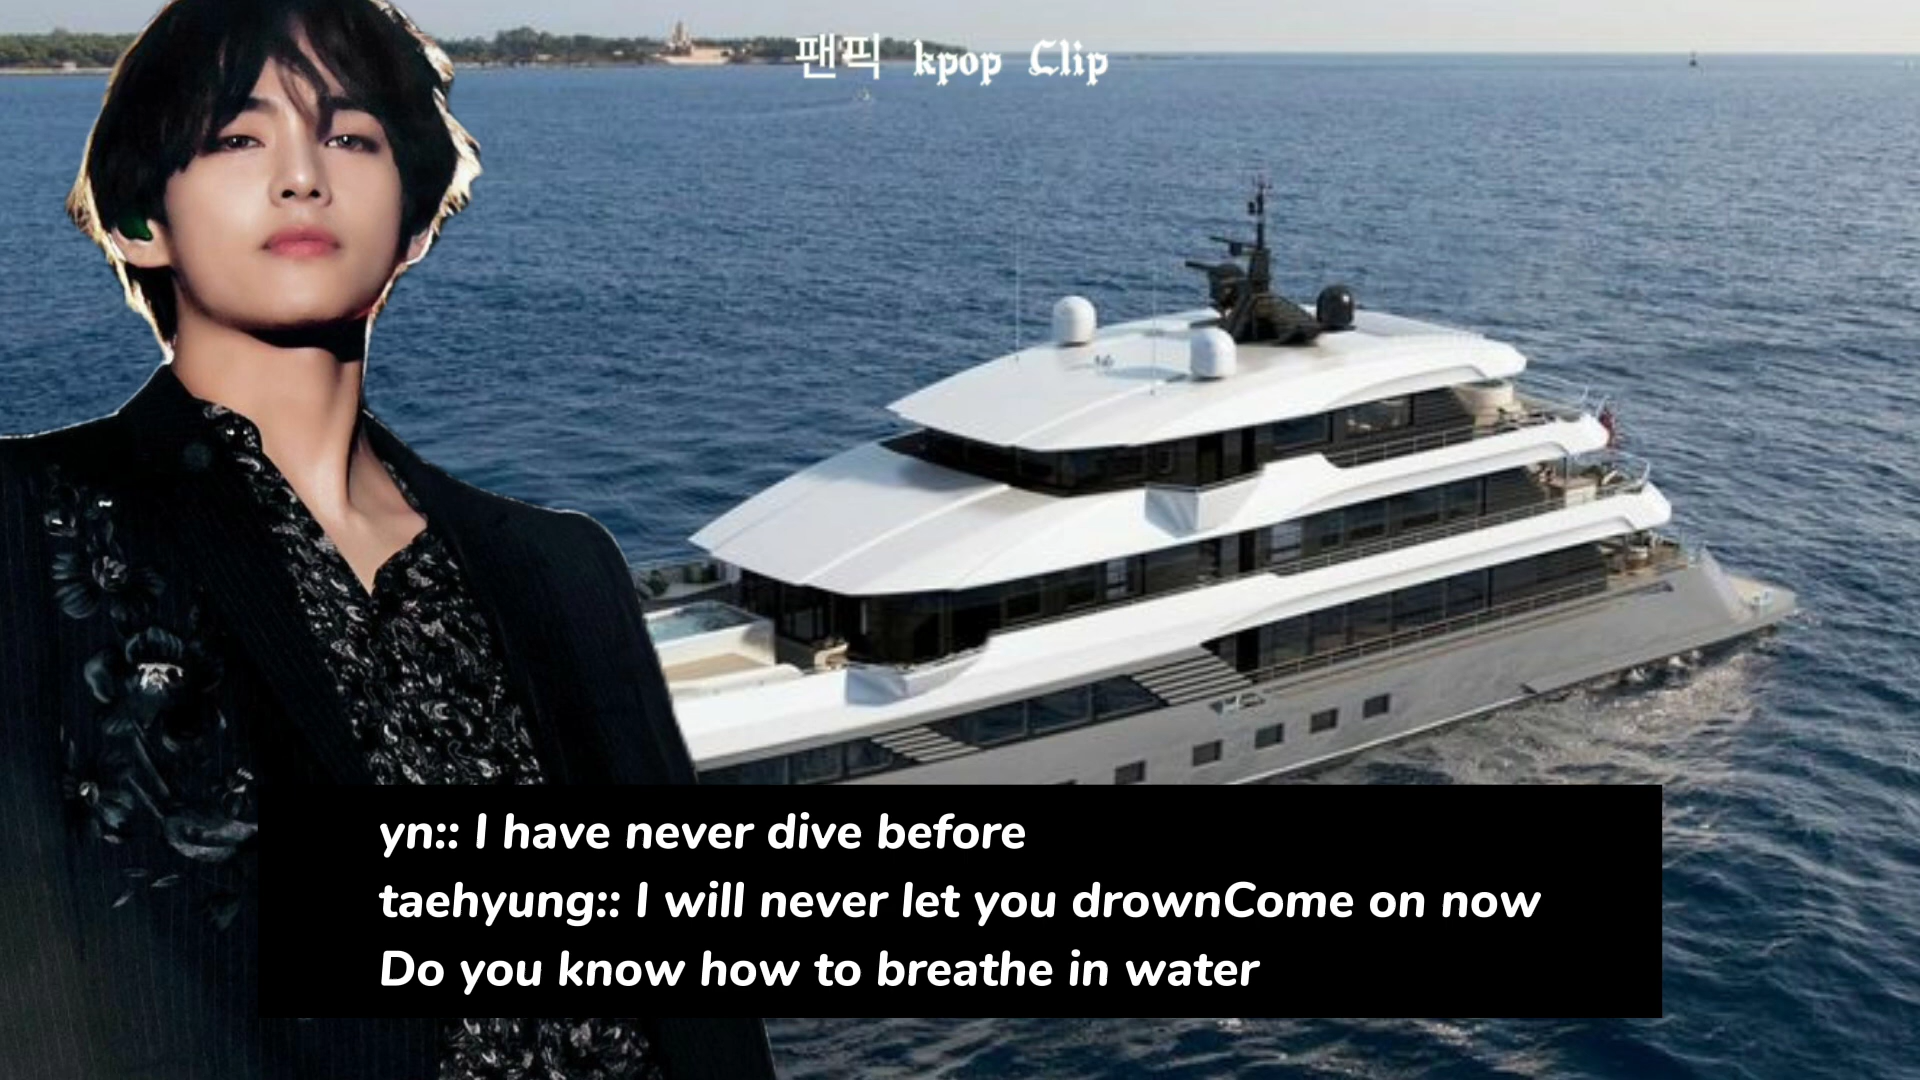 팬픽 kpop Clip
yn:: I have never dive before
taehyung:: I will never let you drownCome on now
Do you know how to breathe in water